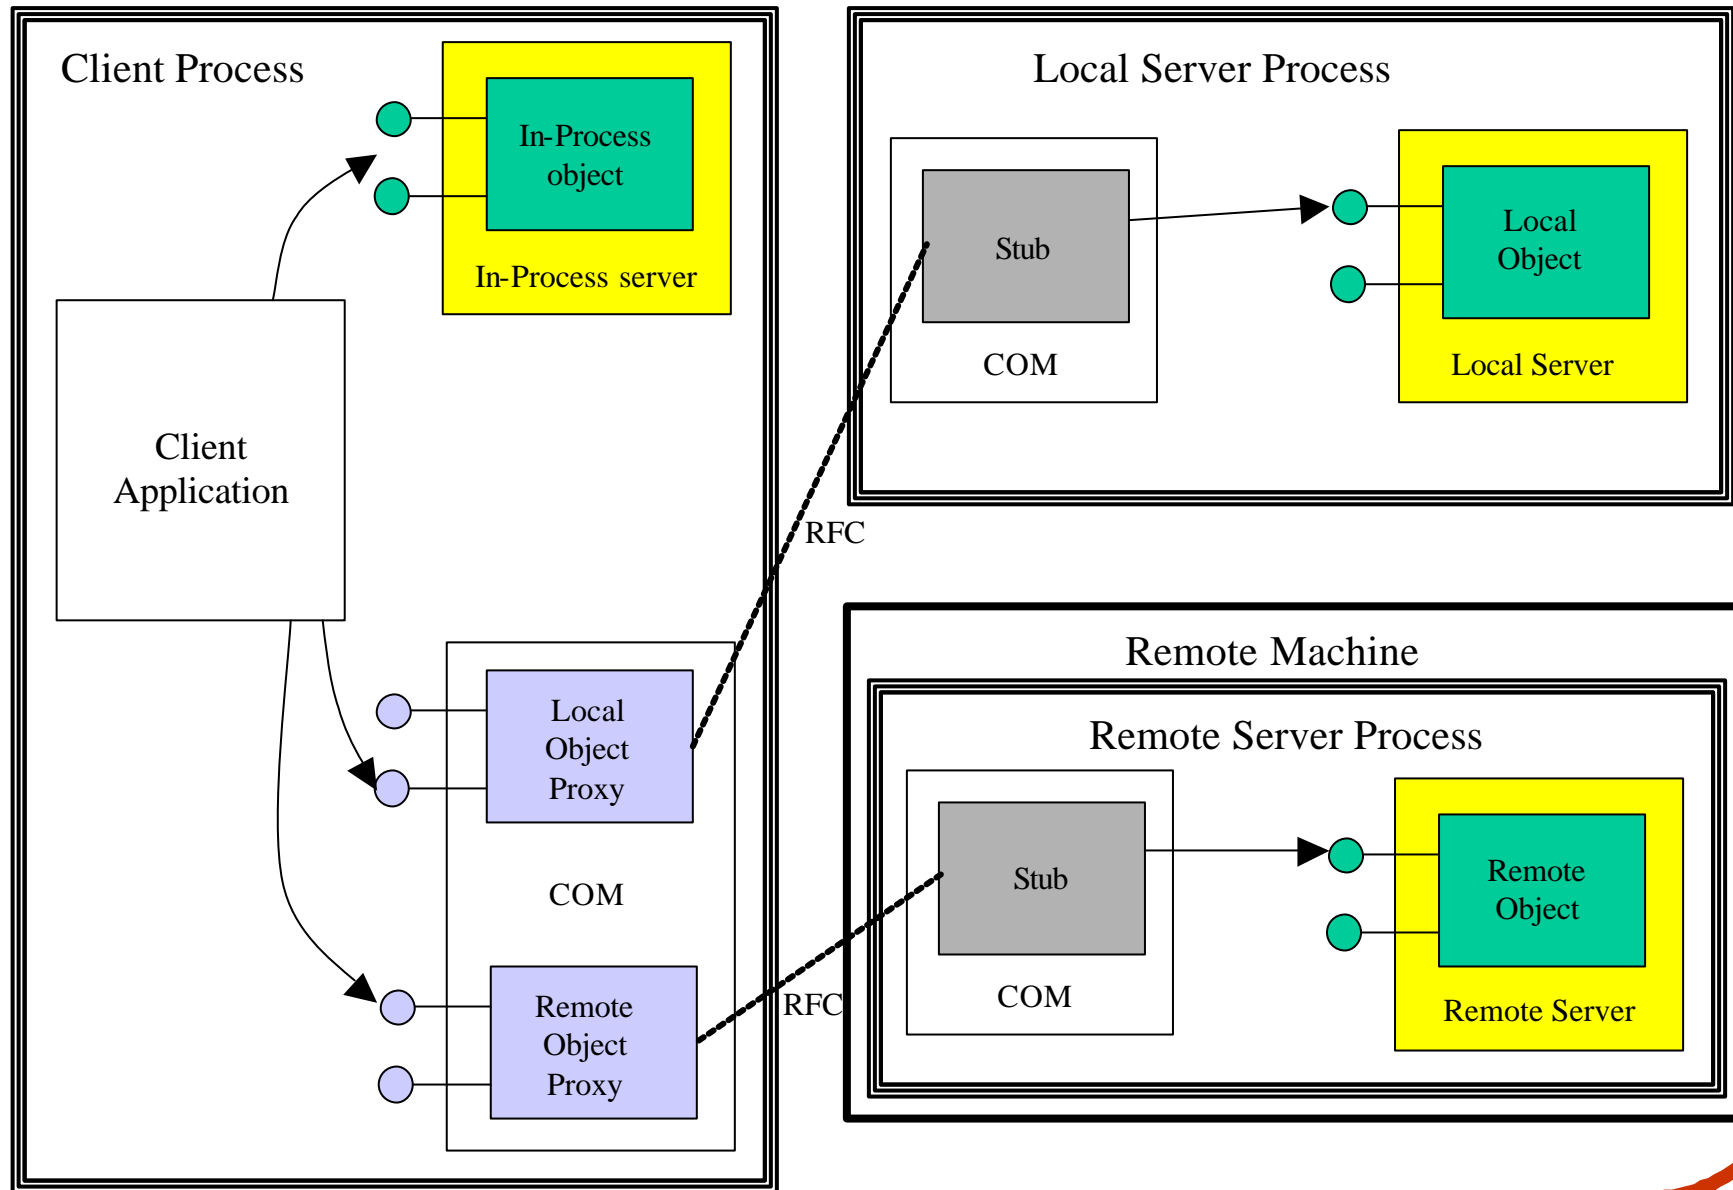 Client Process
In-Process
object
In-Process server
Client
Application
Local
Object
Proxy
COM
Remote
Object
Proxy
RFC
RFC
Local Server Process
Stub
COM
Local
Object
Local Server
Remote Machine
Remote Server Process
Stub
COM
Remote
Object
Remote Server